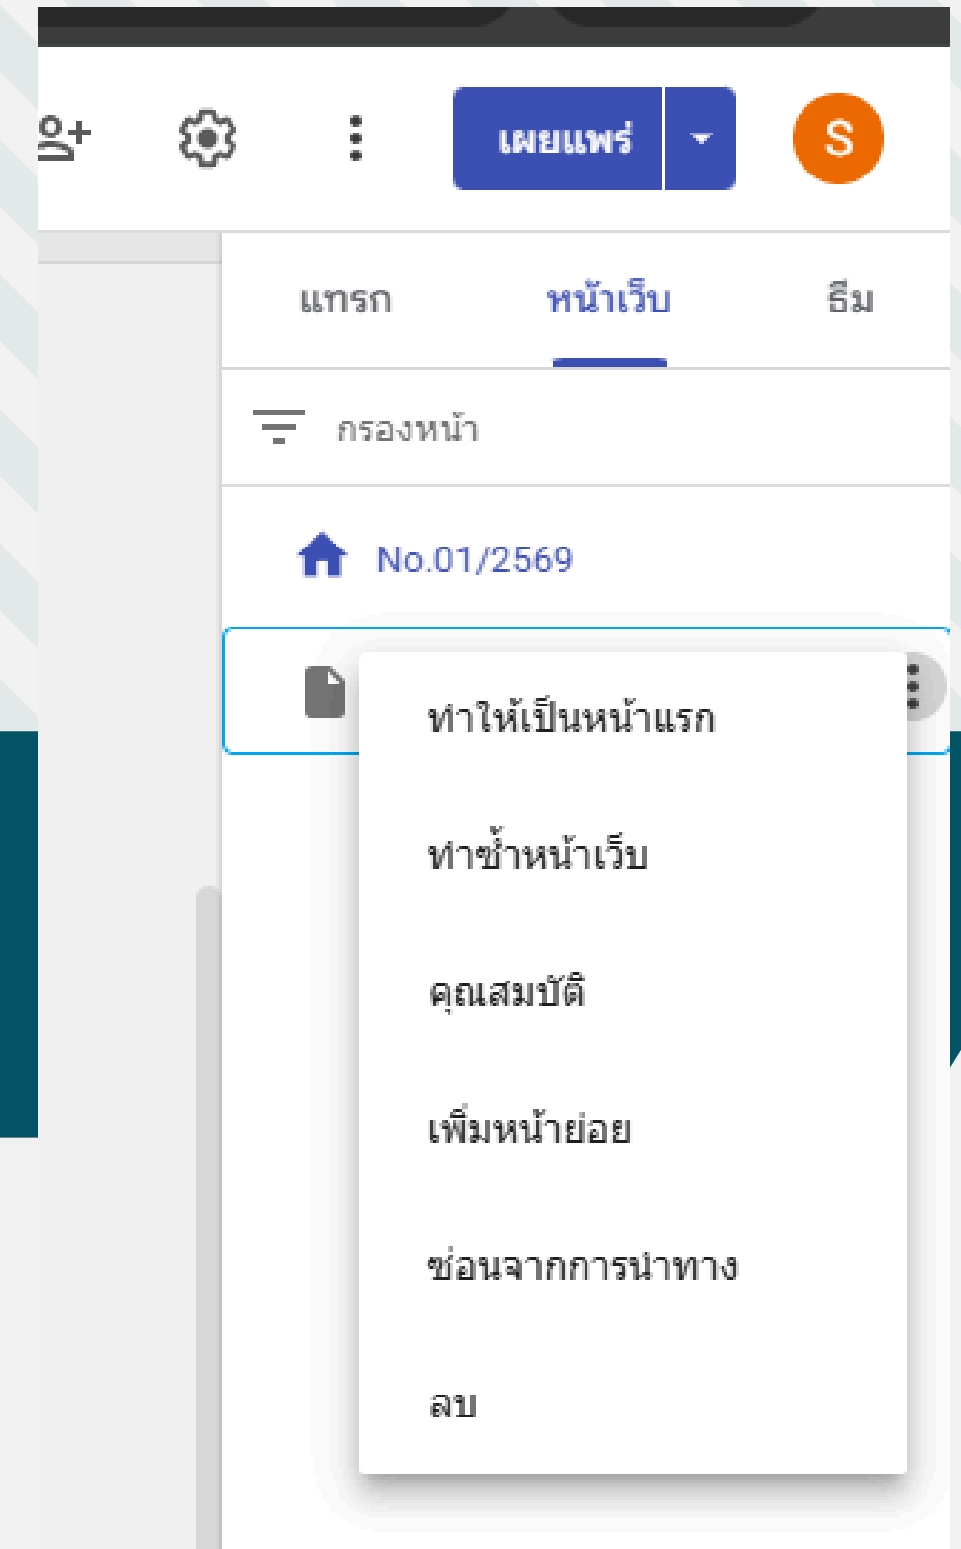 เผยแพร่
S
แทรก
หน้าเว็บ
ธีม
กรองหน้า
No.01/2569
ทำให้เป็นหน้าแรก
ทำซ้ำหน้าเว็บ
คุณสมบัติ
เพิ่มหน้าย่อย
ซ่อนจากการนำทาง
ลบ